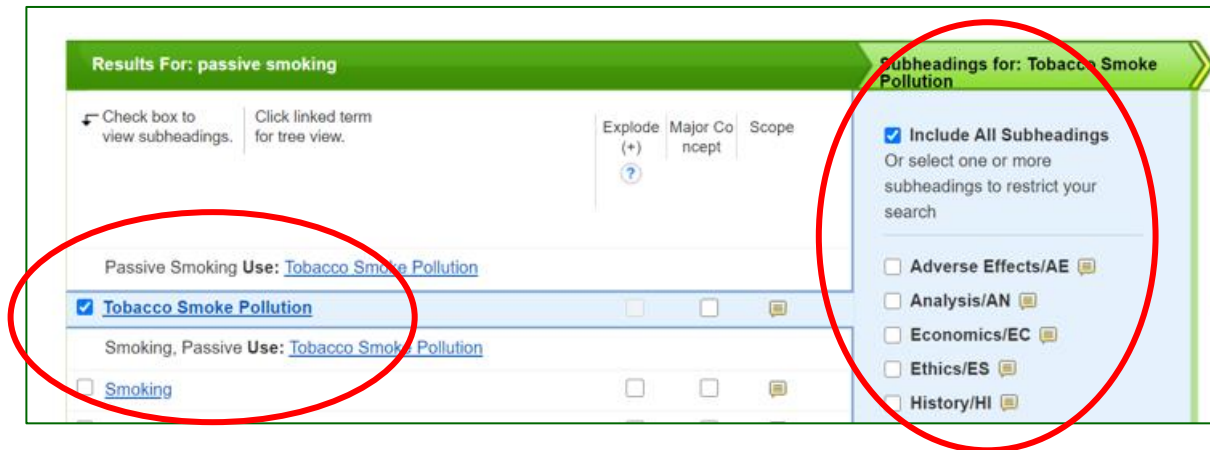 Results For: passive smoking
Subheadings for: Tobacco Smoke
Pollution
Check box to
view subheadings.
Click linked term
for tree view.
Explode
(+)
?
Major Co
ncept
Scope
Include All Subheadings
Or select one or more
subheadings to restrict your
search
Passive Smoking Use: Tobacco Smoke Pollution
Tobacco Smoke Pollution
Smoking, Passive Use: Tobacco Smoke Pollution
Smoking
Adverse Effects/AE
Analysis/AN
Economics/EC
Ethics/ES
History/HI